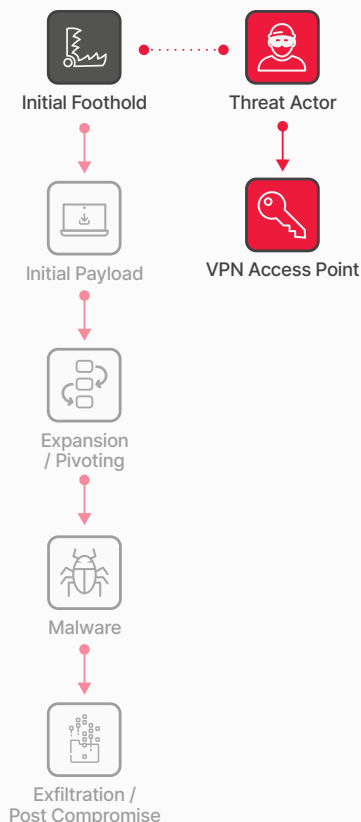 Initial Foothold
Threat Actor
Initial Payload
VPN Access Point
Expansion
/ Pivoting
Malware
Exfiltration /
Post Compromise